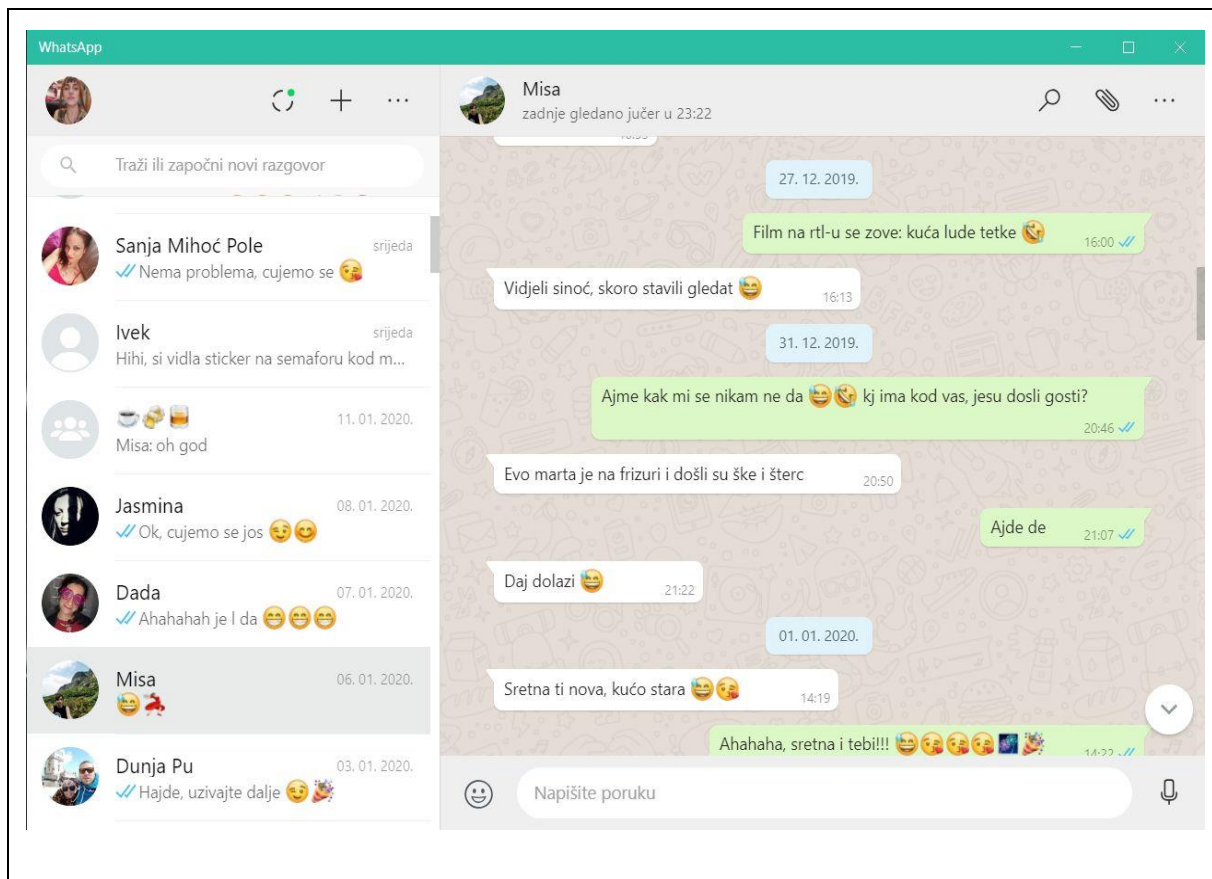 WhatsApp
Misa
zadnje gledano jučer u 23:22
Traži ili započni novi razgovor
Sanja Mihoć Pole
srijeda
Nema problema, cujemo se 😘
Ivek
srijeda
Hihi, si vidla sticker na semaforu kod m...
☕🍻🥃
11. 01. 2020.
Misa: oh god
Jasmina
08. 01. 2020.
Ok, cujemo se jos 😉😊
Dada
07. 01. 2020.
Ahahahah je l da 😁😁😁
Misa
06. 01. 2020.
😅💃
Dunja Pu
03. 01. 2020.
Hajde, uzivajte dalje 😉🎉
27. 12. 2019.
Film na rtl-u se zove: kuća lude tetke 🤣
16:00
Vidjeli sinoć, skoro stavili gledat 😅
16:13
31. 12. 2019.
Ajme kak mi se nikam ne da 😅🤣 kj ima kod vas, jesu dosli gosti?
20:46
Evo marta je na frizuri i došli su ške i šterc
20:50
Ajde de
21:07
Daj dolazi 😅
21:22
01. 01. 2020.
Sretna ti nova, kućo stara 😅😘
14:19
Ahahaha, sretna i tebi!!! 😅😘😘😘🎆🎉
14:22
Napišite poruku